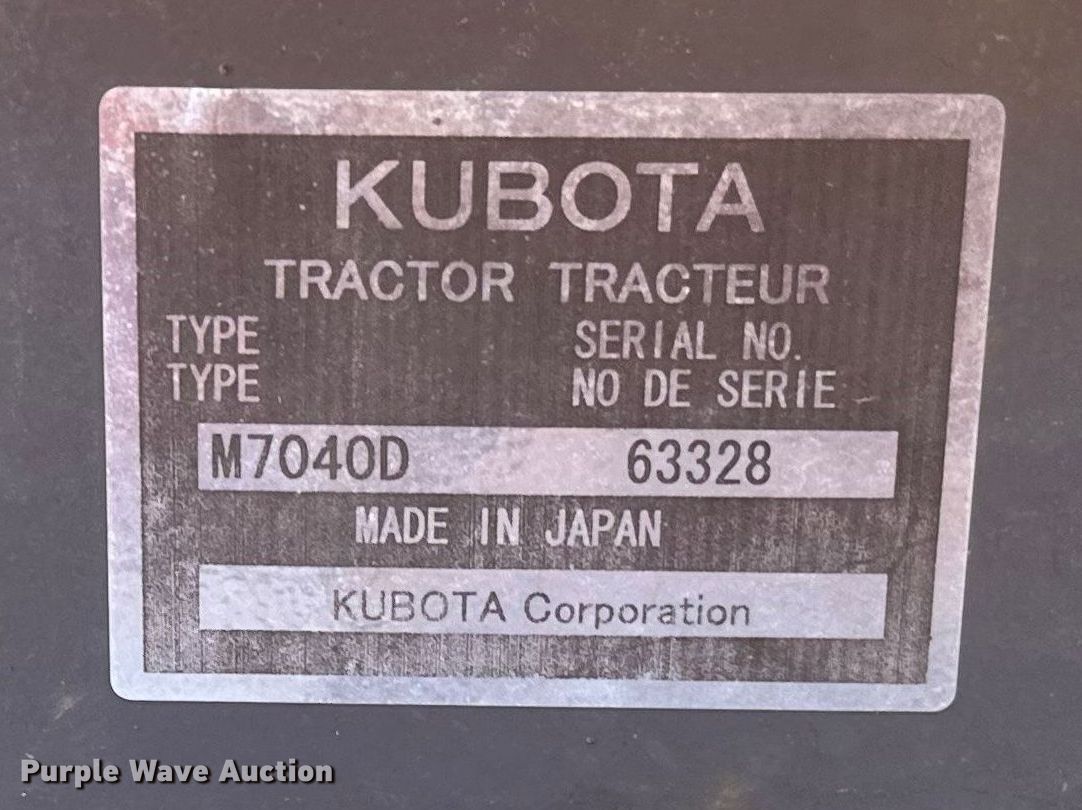 KUBOTA
TRACTOR TRACTEUR
TYPE SERIAL NO.
TYPE NO DE SERIE
M7040D 63328
MADE IN JAPAN
KUBOTA Corporation
Purple Wave Auction